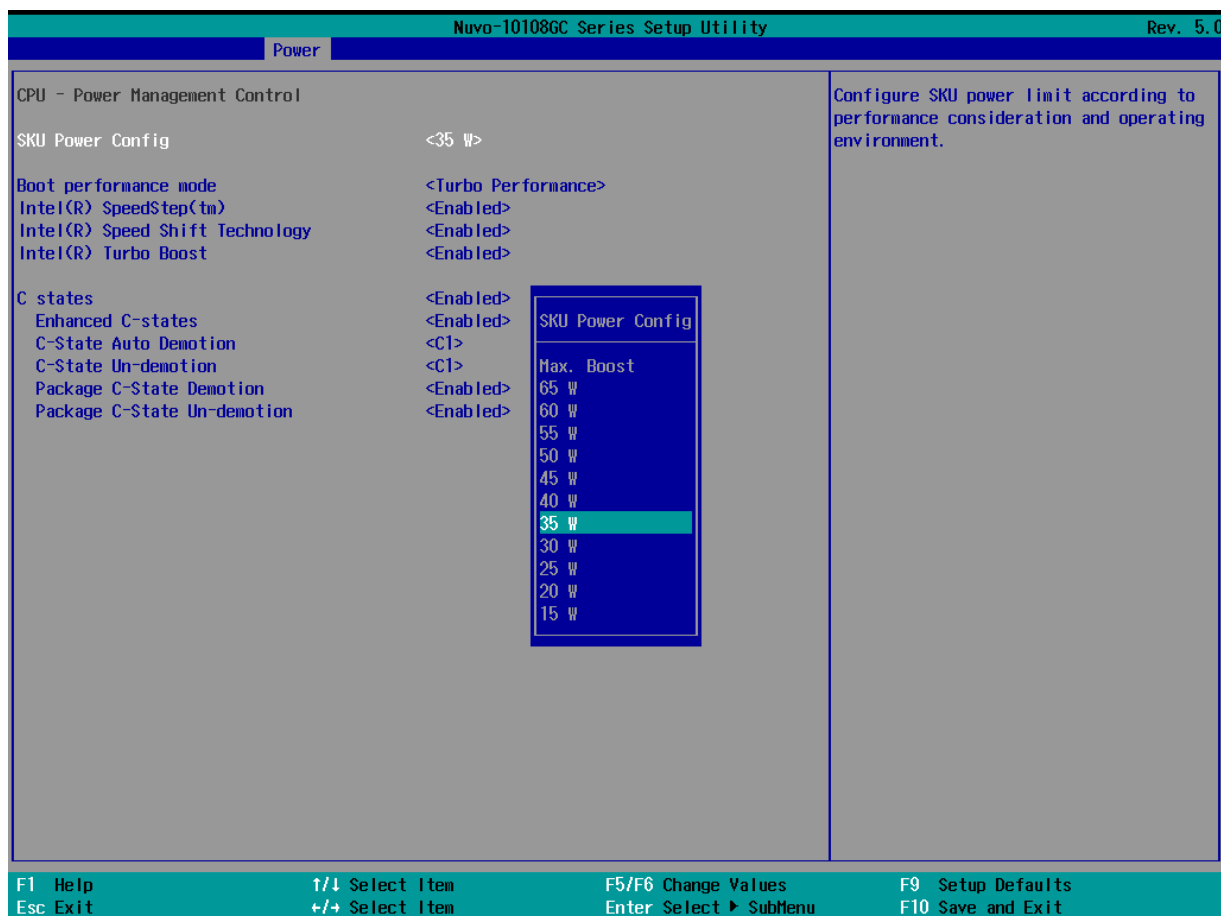 Nuvo-10108GC Series Setup Utility Rev. 5.0
Power
CPU - Power Management Control
SKU Power Config <35 W>
Boot performance mode <Turbo Performance>
Intel(R) SpeedStep(tm) <Enabled>
Intel(R) Speed Shift Technology <Enabled>
Intel(R) Turbo Boost <Enabled>
C states <Enabled>
Enhanced C-states <Enabled>
C-State Auto Demotion <C1>
C-State Un-demotion <C1>
Package C-State Demotion <Enabled>
Package C-State Un-demotion <Enabled>
SKU Power Config
Max. Boost
65 W
60 W
55 W
50 W
45 W
40 W
35 W
30 W
25 W
20 W
15 W
Configure SKU power limit according to
performance consideration and operating
environment.
F1 Help ↑/↓ Select Item F5/F6 Change Values F9 Setup Defaults
Esc Exit ←/→ Select Item Enter Select ▶ SubMenu F10 Save and Exit